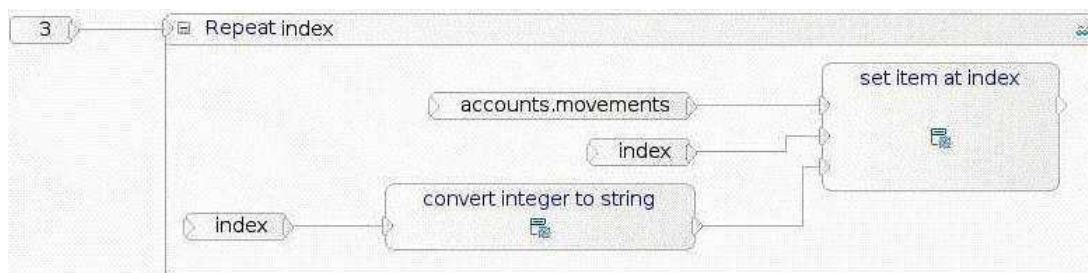 3
Repeat index
set item at index
accounts.movements
index
convert integer to string
index